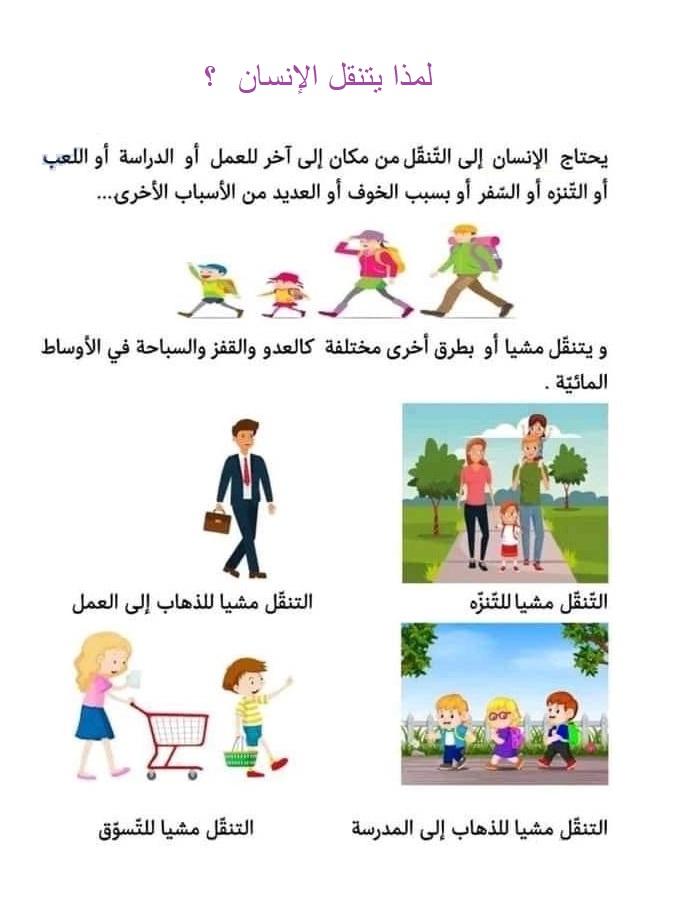 لمذا يتنقل الإنسان ؟
يحتاج الإنسان إلى التّنقّل من مكان إلى آخر للعمل أو الدراسة أو اللعب
أو التّنزه أو السّفر أو بسبب الخوف أو العديد من الأسباب الأخرى...
و يتنقّل مشيا أو بطرق أخرى مختلفة كالعدو والقفز والسباحة في الأوساط
المائيّة .
التّنقّل مشيا للتّنزّه
التنقّل مشيا للذهاب إلى العمل
التنقّل مشيا للذهاب إلى المدرسة
التنقّل مشيا للتّسوّق